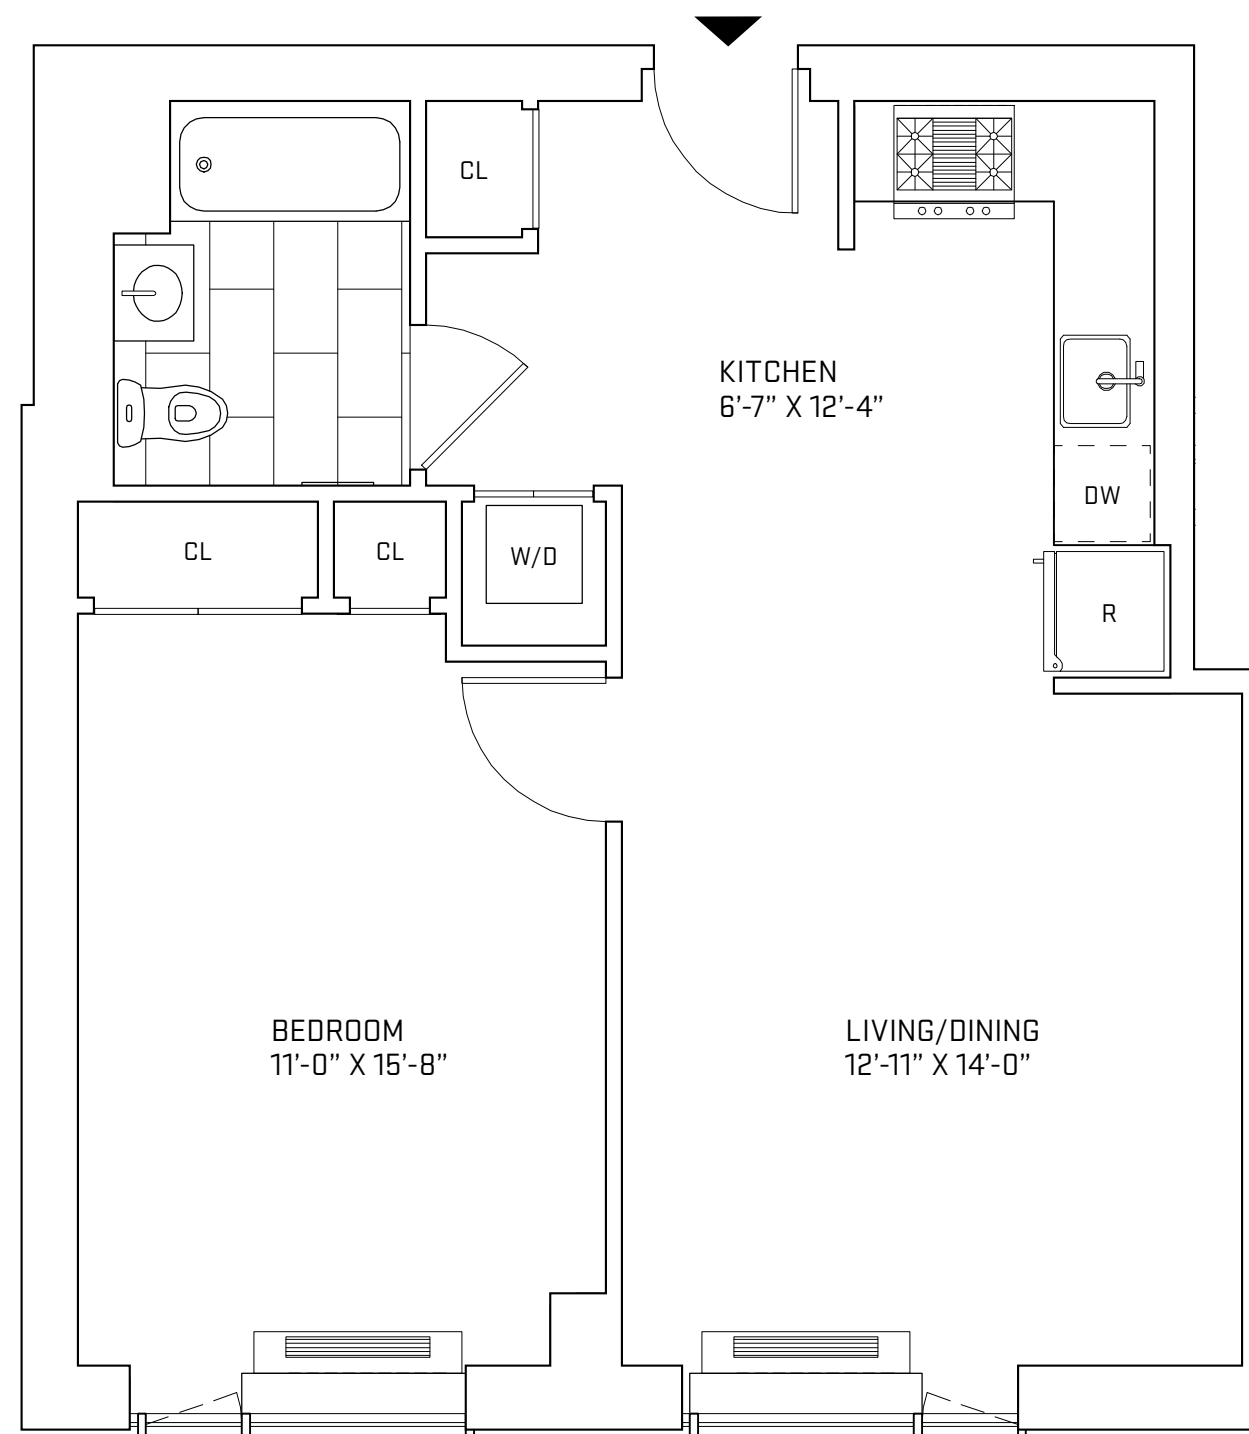 CL
KITCHEN
6’-7” X 12’-4”
DW
CL
CL
W/D
R
BEDROOM
11’-0” X 15’-8”
LIVING/DINING
12’-11” X 14’-0”